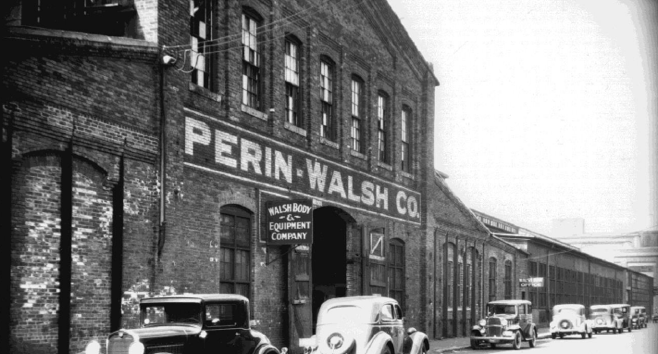 PERIN-WALSH CO.
WALSH BODY
&
EQUIPMENT
COMPANY